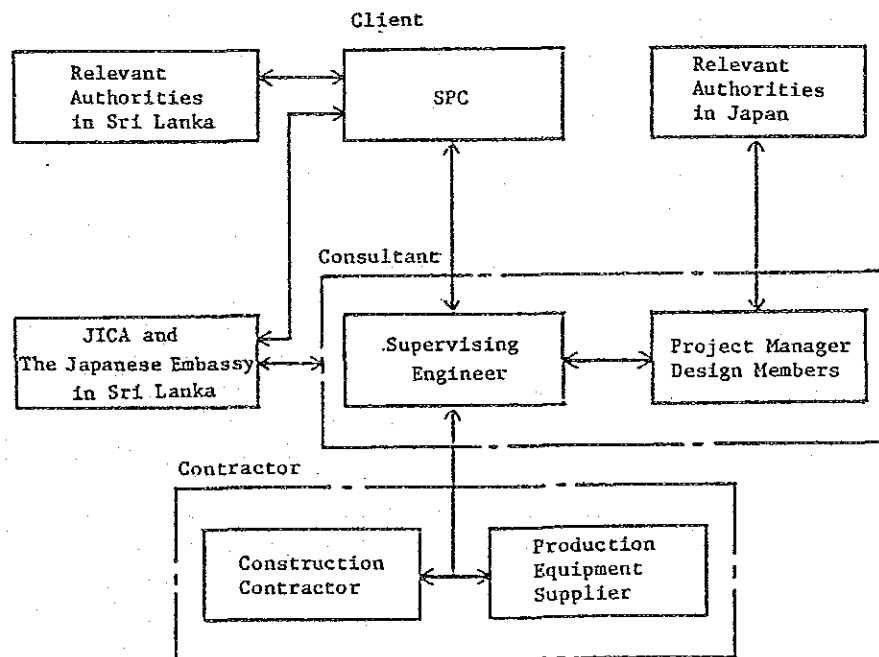 Client
Relevant
Authorities
in Sri Lanka
SPC
Relevant
Authorities
in Japan
Consultant
JICA and
The Japanese Embassy
in Sri Lanka
Supervising
Engineer
Project Manager
Design Members
Contractor
Construction
Contractor
Production
Equipment
Supplier